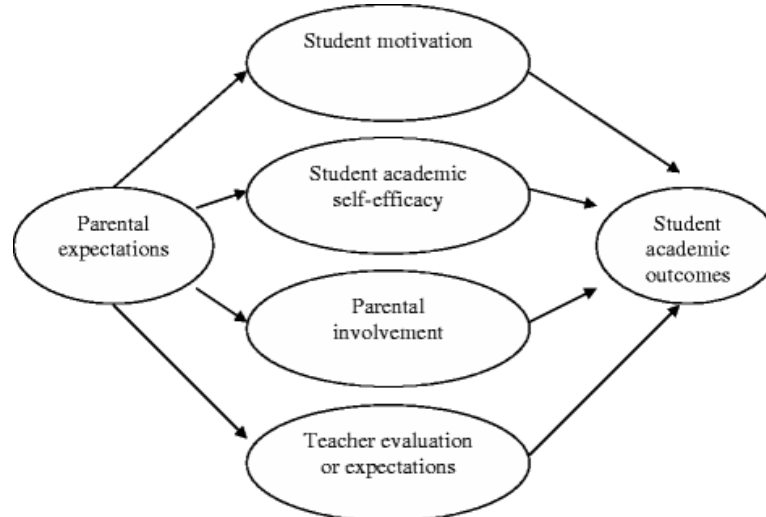 Student motivation
Student academic
self-efficacy
Parental
expectations
Student
academic
outcomes
Parental
involvement
Teacher evaluation
or expectations